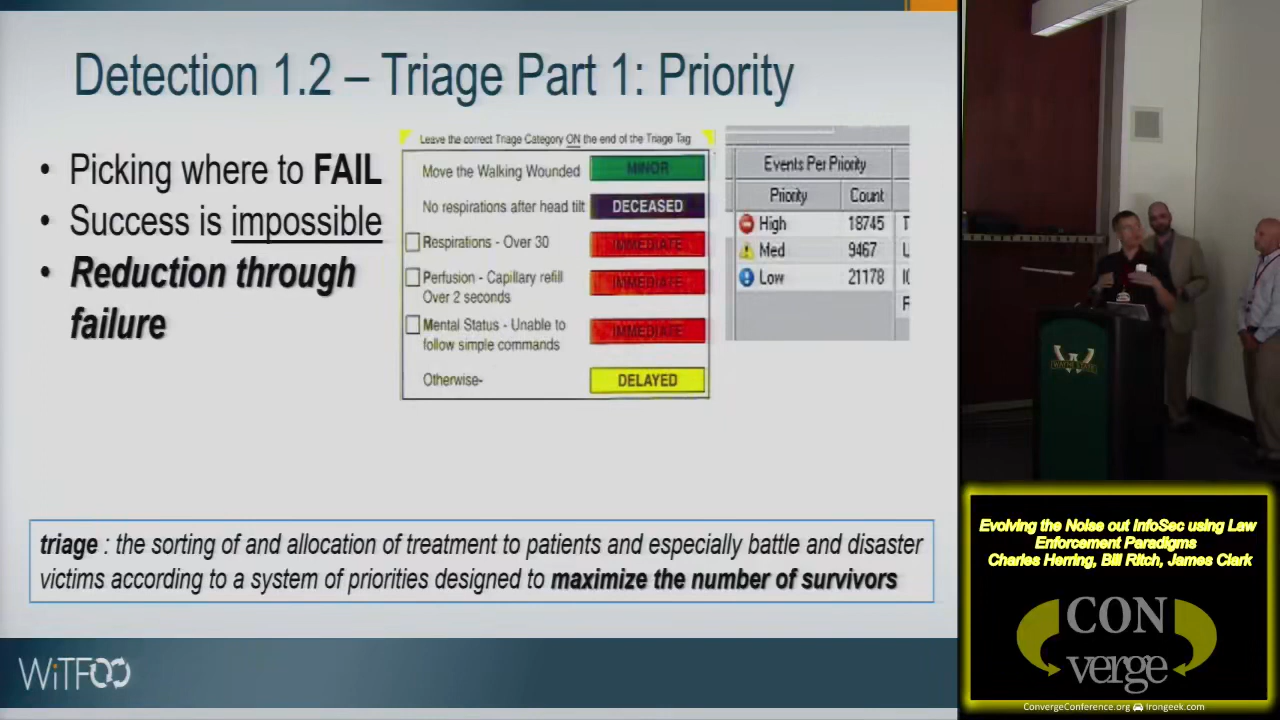 Detection 1.2 – Triage Part 1: Priority
• Picking where to FAIL
• Success is impossible
• Reduction through
failure
Leave the correct Triage Category ON the end of the Triage Tag
Move the Walking Wounded MINOR
No respirations after head tilt DECEASED
Respirations - Over 30 IMMEDIATE
Perfusion - Capillary refill
Over 2 seconds IMMEDIATE
Mental Status - Unable to
follow simple commands IMMEDIATE
Otherwise- DELAYED
Events Per Priority
Priority Count
High 18745
Med 9467
Low 21178
triage : the sorting of and allocation of treatment to patients and especially battle and disaster
victims according to a system of priorities designed to maximize the number of survivors
WiTFOO
WAYNE STATE
Evolving the Noise out InfoSec using Law
Enforcement Paradigms
Charles Herring, Bill Ritch, James Clark
CON
verge
ConvergeConference.org Irongeek.com